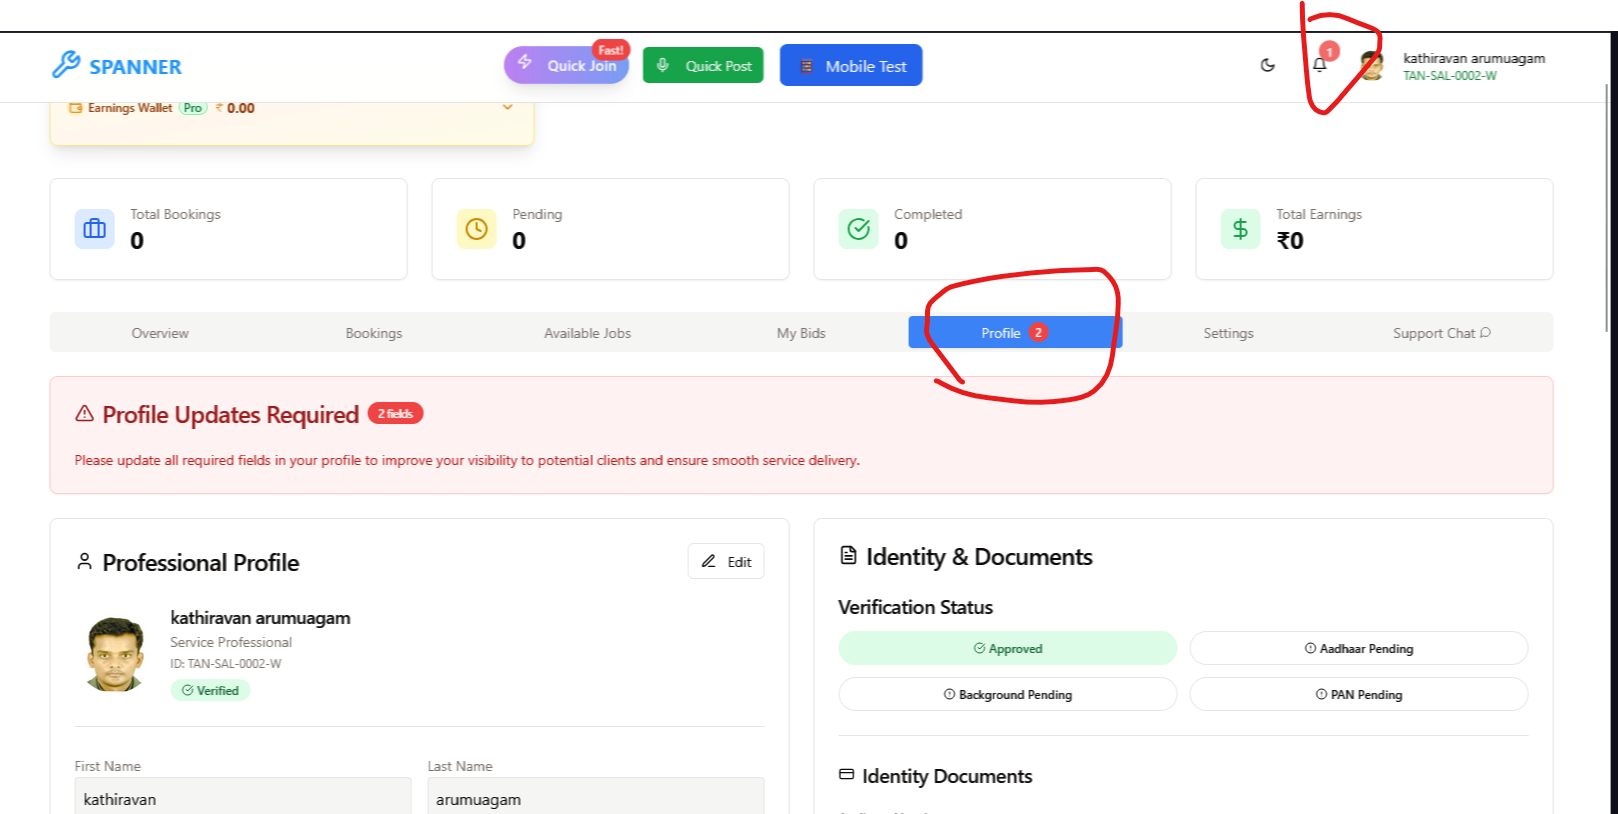 SPANNER
Quick Join
Fast!
Quick Post
Mobile Test
1
kathiravan arumuagam
TAN-SAL-0002-W
Earnings Wallet Pro ₹ 0.00
Total Bookings
0
Pending
0
Completed
0
Total Earnings
₹0
Overview
Bookings
Available Jobs
My Bids
Profile 2
Settings
Support Chat
Profile Updates Required 2 fields
Please update all required fields in your profile to improve your visibility to potential clients and ensure smooth service delivery.
Professional Profile
Edit
kathiravan arumuagam
Service Professional
ID: TAN-SAL-0002-W
Verified
First Name
kathiravan
Last Name
arumuagam
Identity & Documents
Verification Status
Approved
Aadhaar Pending
Background Pending
PAN Pending
Identity Documents